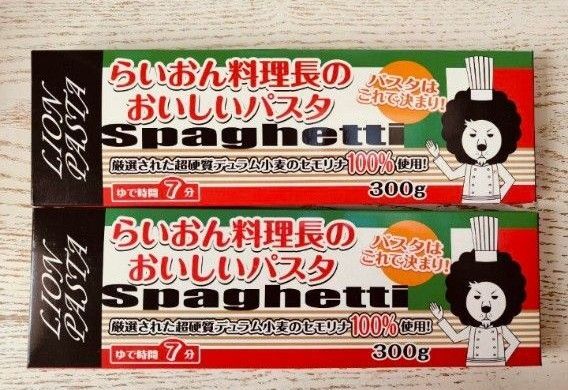 LION
PASTA
らいおん料理長の
おいしいパスタ
パスタは
これで決まり!
Spaghetti
厳選された超硬質デュラム小麦のセモリナ100%使用!
ゆで時間7分
300g
LION
PASTA
らいおん料理長の
おいしいパスタ
パスタは
これで決まり!
Spaghetti
厳選された超硬質デュラム小麦のセモリナ100%使用!
ゆで時間7分
300g